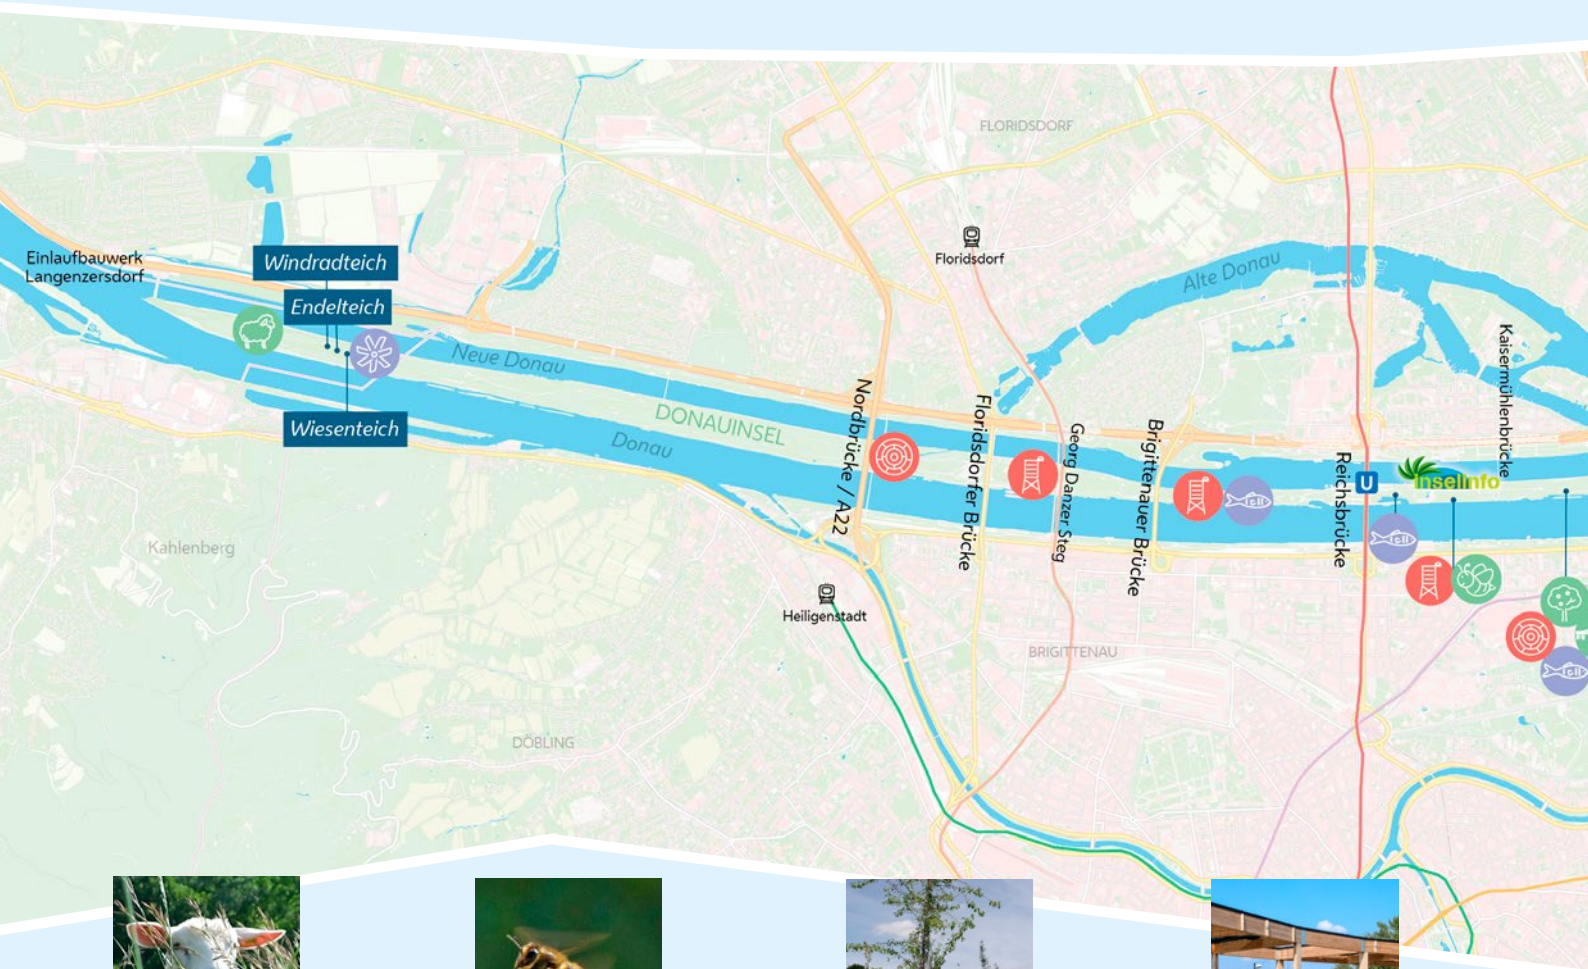 FLORIDSDORF
Einlaufbauwerk
Langenzersdorf
Windradteich
Endelteich
Wiesenteich
Floridsdorf
Alte Donau
Neue Donau
DONAUINSEL
Donau
Nordbrücke / A22
Floridsdorfer Brücke
Georg Danzer Steg
Brigittenauer Brücke
Reichsbrücke
U
InselInfo
Kaisermühlenbrücke
Kahlenberg
Heiligenstadt
BRIGITTENAU
DÖBLING